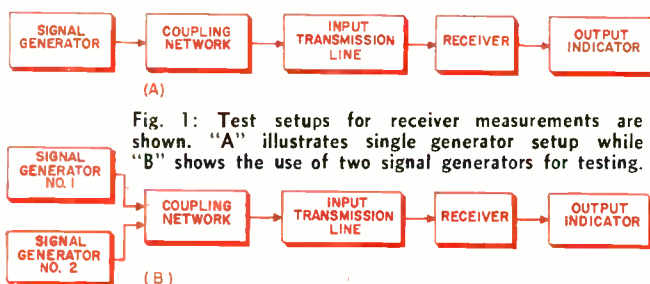 SIGNAL
GENERATOR
COUPLING
NETWORK
INPUT
TRANSMISSION
LINE
RECEIVER
OUTPUT
INDICATOR
(A)
Fig. 1: Test setups for receiver measurements are
shown. "A" illustrates single generator setup while
"B" shows the use of two signal generators for testing.
SIGNAL
GENERATOR
NO. 1
COUPLING
NETWORK
INPUT
TRANSMISSION
LINE
RECEIVER
OUTPUT
INDICATOR
SIGNAL
GENERATOR
NO. 2
(B)